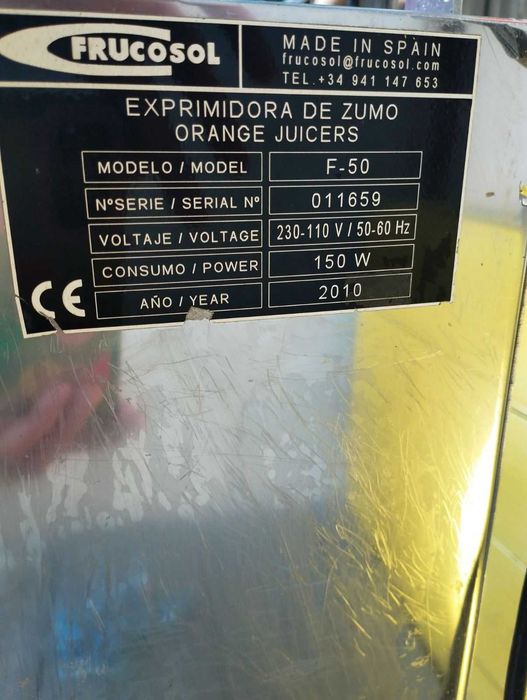 FRUCOSOL
MADE IN SPAIN
frucosol@frucosol.com
TEL.+34 941 147 653
EXPRIMIDORA DE ZUMO
ORANGE JUICERS
MODELO / MODEL F-50
NºSERIE / SERIAL Nº 011659
VOLTAJE / VOLTAGE 230-110 V / 50-60 Hz
CONSUMO / POWER 150 W
AÑO / YEAR 2010
CE